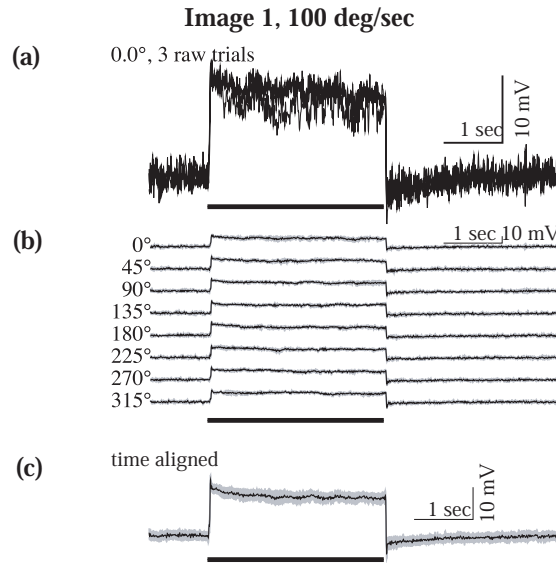 Image 1, 100 deg/sec
(a)
0.0°, 3 raw trials
1 sec
10 mV
(b)
1 sec 10 mV
0°
45°
90°
135°
180°
225°
270°
315°
(c)
time aligned
1 sec
10 mV